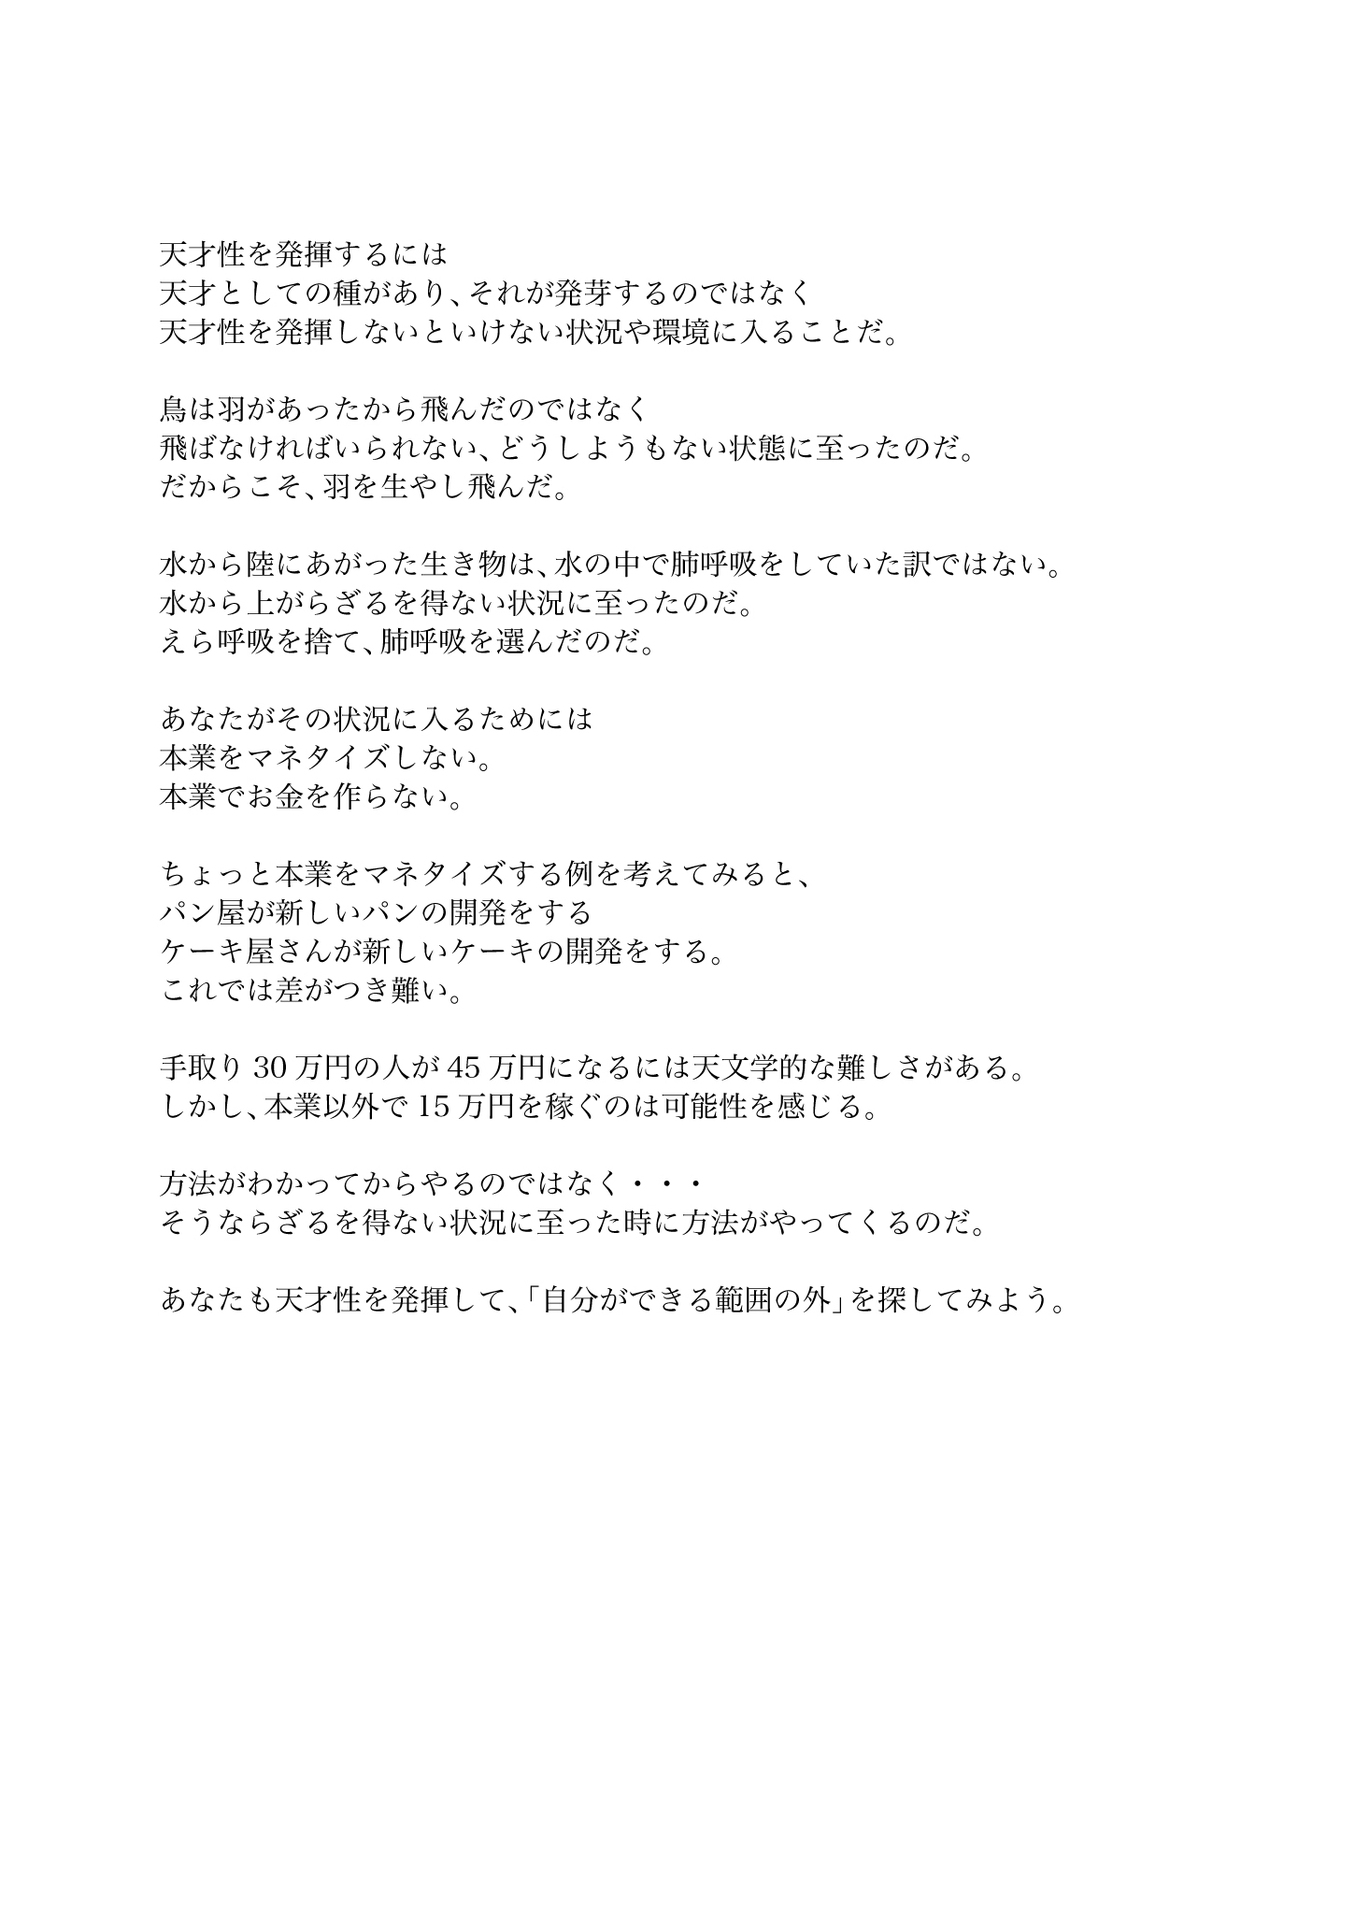 天才性を発揮するには
天才としての種があり、それが発芽するのではなく
天才性を発揮しないといけない状況や環境に入ることだ。
鳥は羽があったから飛んだのではなく
飛ばなければいられない、どうしようもない状態に至ったのだ。
だからこそ、羽を生やし飛んだ。
水から陸にあがった生き物は、水の中で肺呼吸をしていた訳ではない。
水から上がらざるを得ない状況に至ったのだ。
えら呼吸を捨て、肺呼吸を選んだのだ。
あなたがその状況に入るためには
本業をマネタイズしない。
本業でお金を作らない。
ちょっと本業をマネタイズする例を考えてみると、
パン屋が新しいパンの開発をする
ケーキ屋さんが新しいケーキの開発をする。
これでは差がつき難い。
手取り 30 万円の人が 45 万円になるには天文学的な難しさがある。
しかし、本業以外で 15 万円を稼ぐのは可能性を感じる。
方法がわかってからやるのではなく・・・
そうならざるを得ない状況に至った時に方法がやってくるのだ。
あなたも天才性を発揮して、「自分ができる範囲の外」を探してみよう。